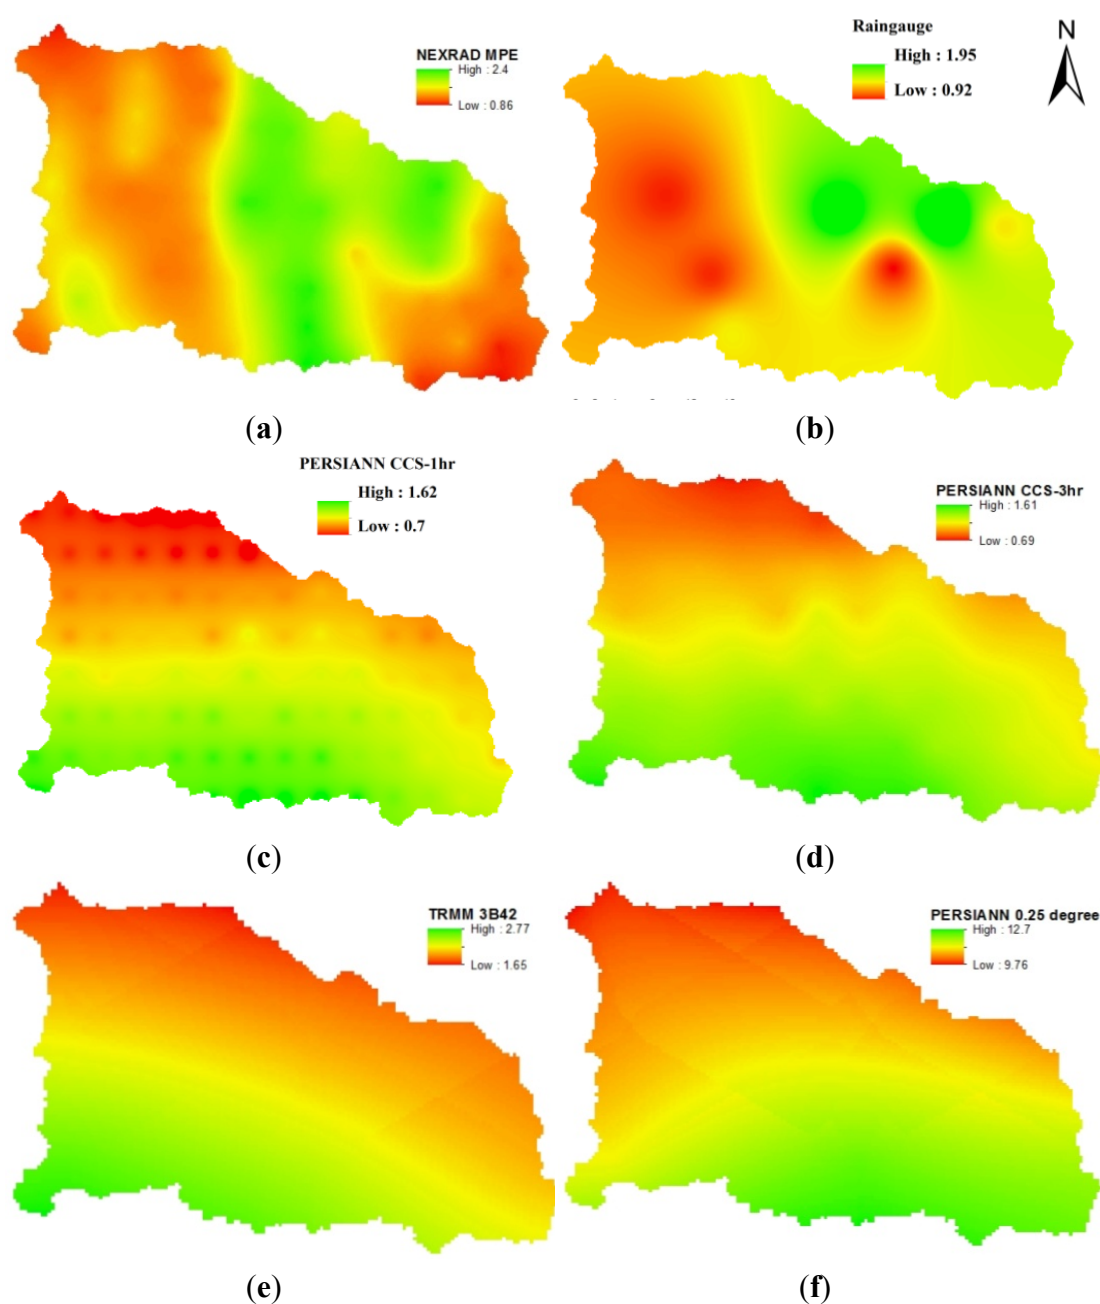 NEXRAD MPE
High : 2.4
Low : 0.86
Raingauge
High : 1.95
Low : 0.92
N
(a)
(b)
PERSIANN CCS-1hr
High : 1.62
Low : 0.7
PERSIANN CCS-3hr
High : 1.61
Low : 0.69
(c)
(d)
TRMM 3B42
High : 2.77
Low : 1.65
PERSIANN 0.25 degree
High : 12.7
Low : 9.76
(e)
(f)